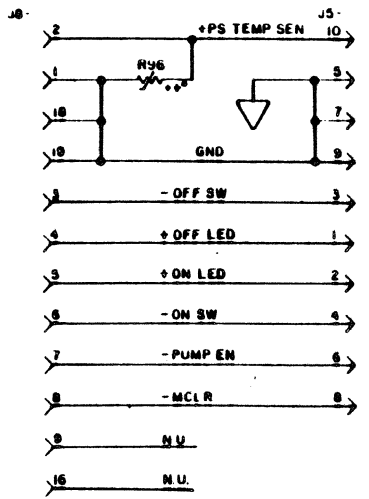 J8- J5-
2 +PS TEMP SEN 10
R96
1 5
++*
18 7
19 GND 9
3 -OFF SW 3
4 +OFF LED 1
5 +ON LED 2
6 -ON SW 4
7 -PUMP EN 6
8 -MCLR 8
9 N.U
16 N.U.